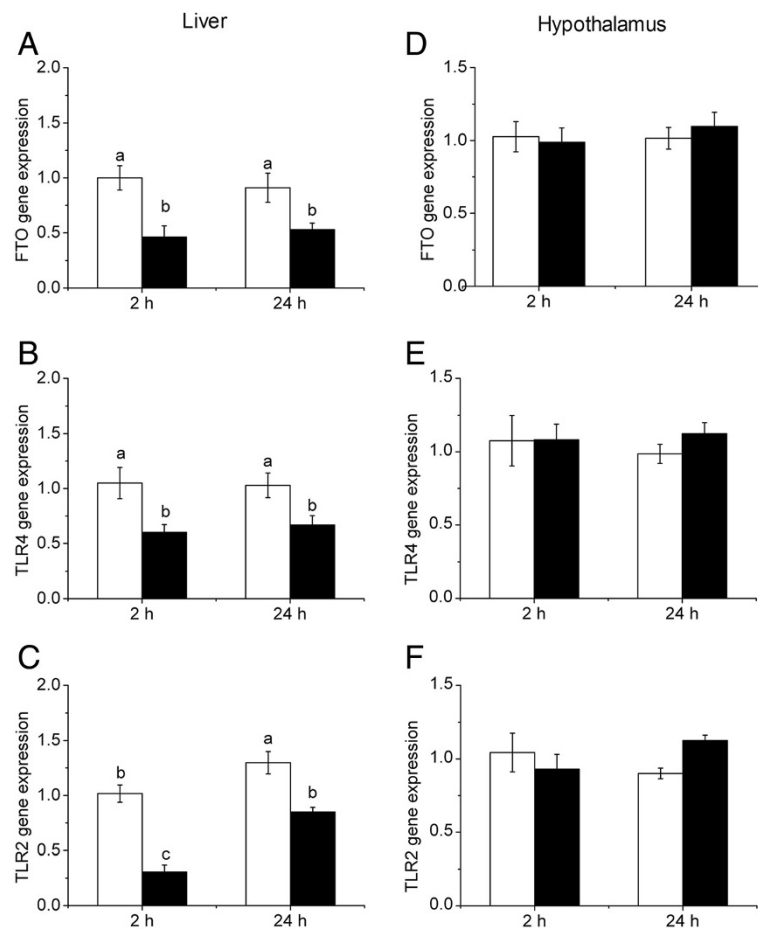 Liver
Hypothalamus
A
FTO gene expression
2.0
1.5
1.0
0.5
0.0
a
b
a
b
2 h
24 h
D
FTO gene expression
1.5
1.0
0.5
0.0
2 h
24 h
B
TLR4 gene expression
2.0
1.5
1.0
0.5
0.0
a
b
a
b
2 h
24 h
E
TLR4 gene expression
1.5
1.0
0.5
0.0
2 h
24 h
C
TLR2 gene expression
2.0
1.5
1.0
0.5
0.0
b
c
a
b
2 h
24 h
F
TLR2 gene expression
1.5
1.0
0.5
0.0
2 h
24 h